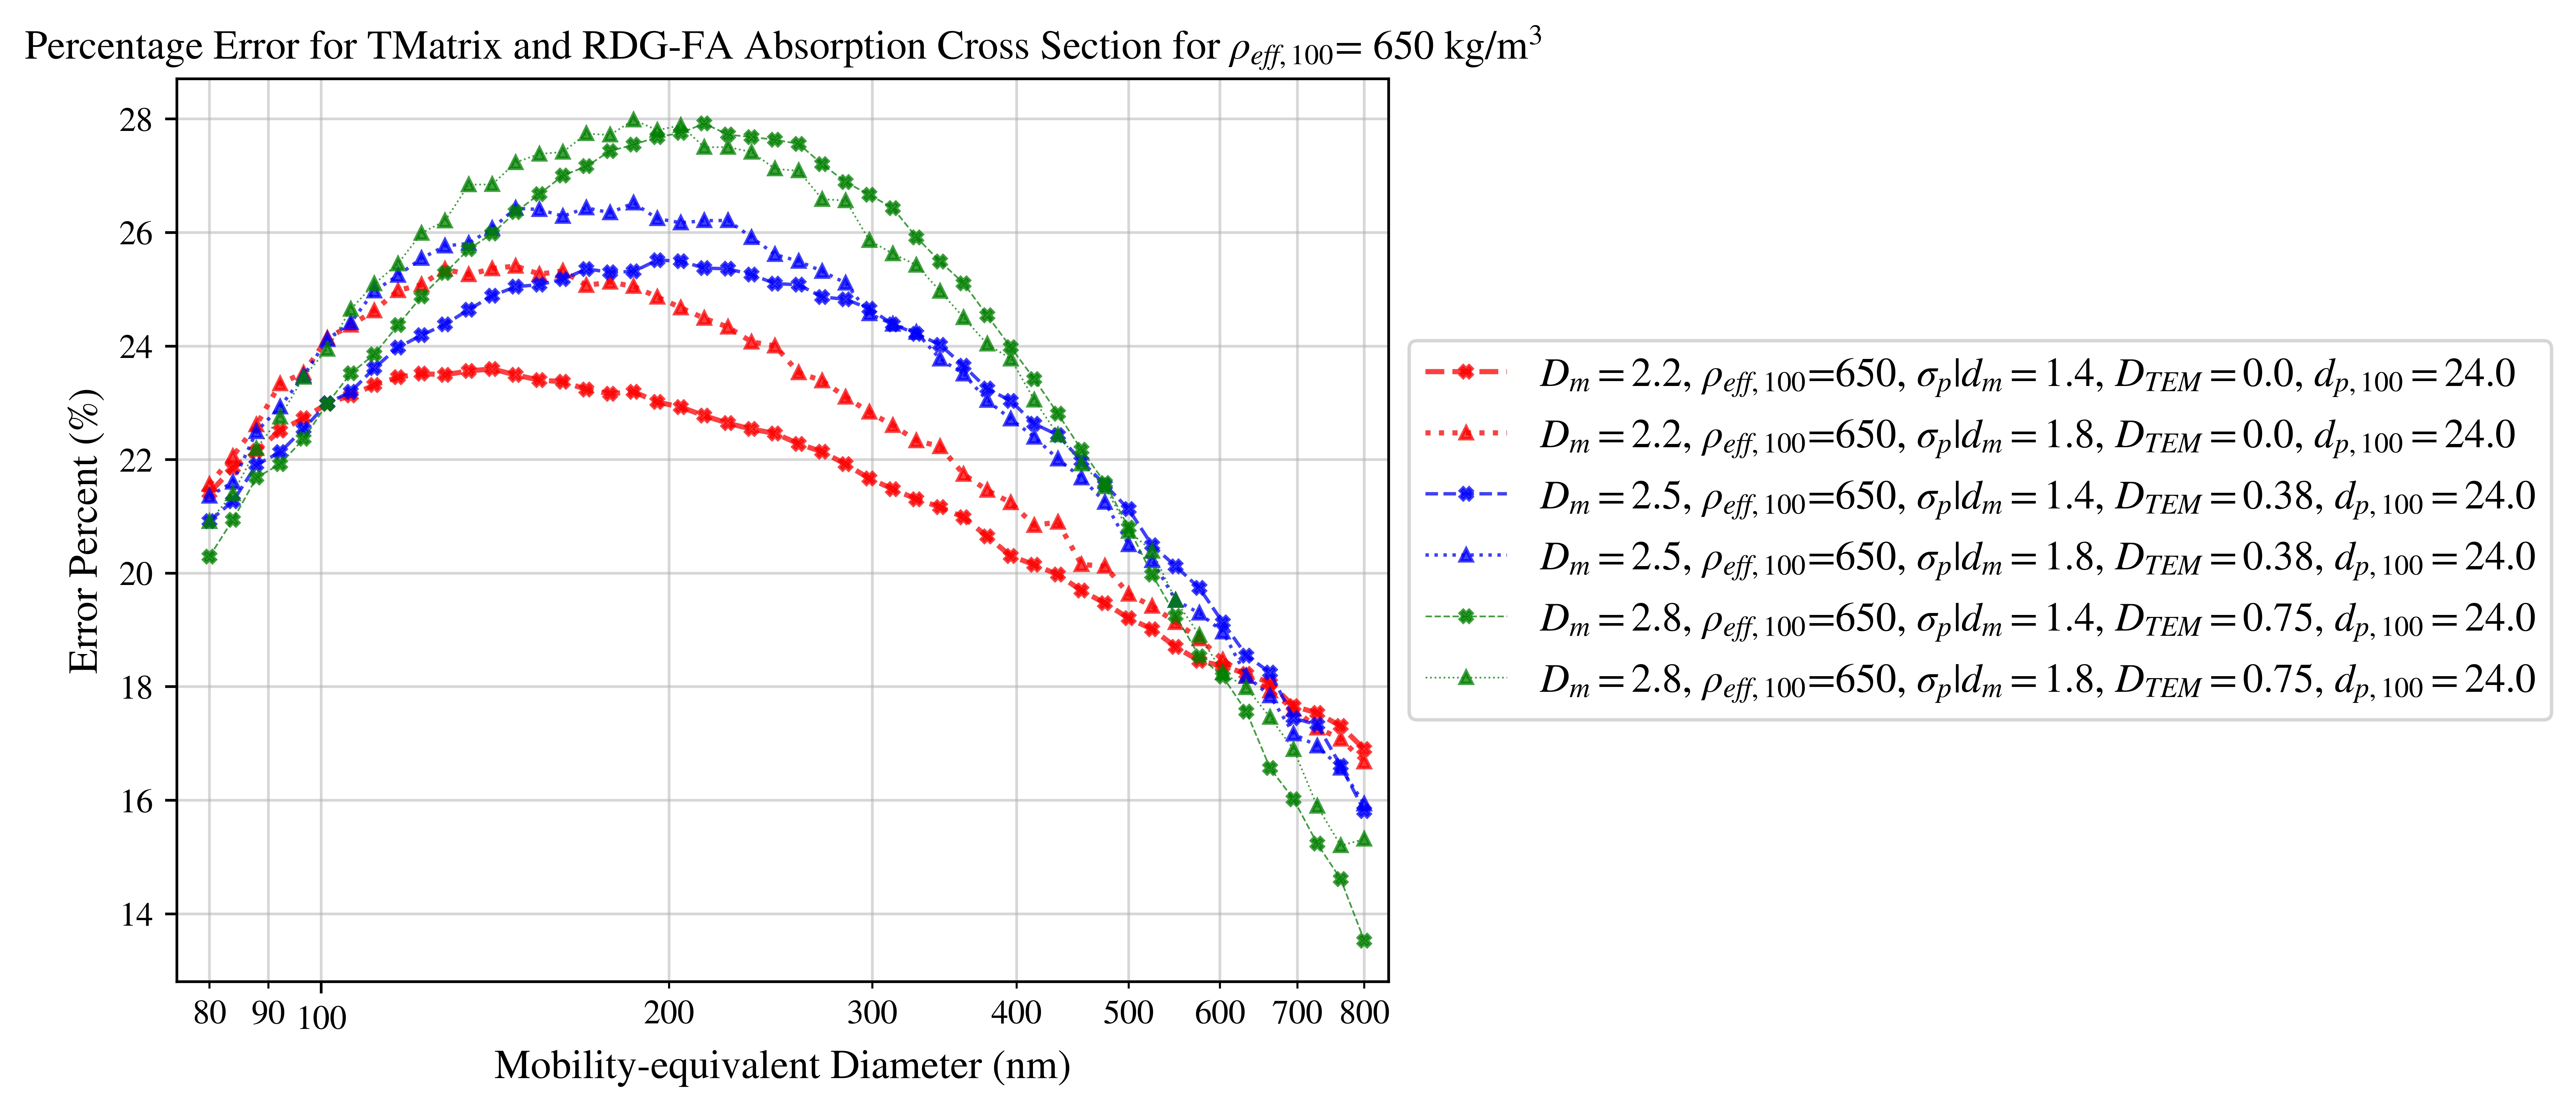 Percentage Error for TMatrix and RDG-FA Absorption Cross Section for ρeff,100= 650 kg/m³
28
26
24
22
20
18
16
14
Error Percent (%)
80 90 100 200 300 400 500 600 700 800
Mobility-equivalent Diameter (nm)
Dm = 2.2, ρeff,100=650, σp|dm = 1.4, DTEM = 0.0, dp,100 = 24.0
Dm = 2.2, ρeff,100=650, σp|dm = 1.8, DTEM = 0.0, dp,100 = 24.0
Dm = 2.5, ρeff,100=650, σp|dm = 1.4, DTEM = 0.38, dp,100 = 24.0
Dm = 2.5, ρeff,100=650, σp|dm = 1.8, DTEM = 0.38, dp,100 = 24.0
Dm = 2.8, ρeff,100=650, σp|dm = 1.4, DTEM = 0.75, dp,100 = 24.0
Dm = 2.8, ρeff,100=650, σp|dm = 1.8, DTEM = 0.75, dp,100 = 24.0